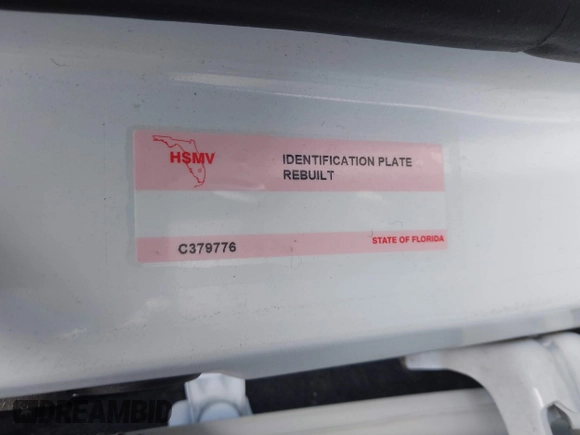 HSMV
IDENTIFICATION PLATE
REBUILT
C379776
STATE OF FLORIDA
DREAMBID